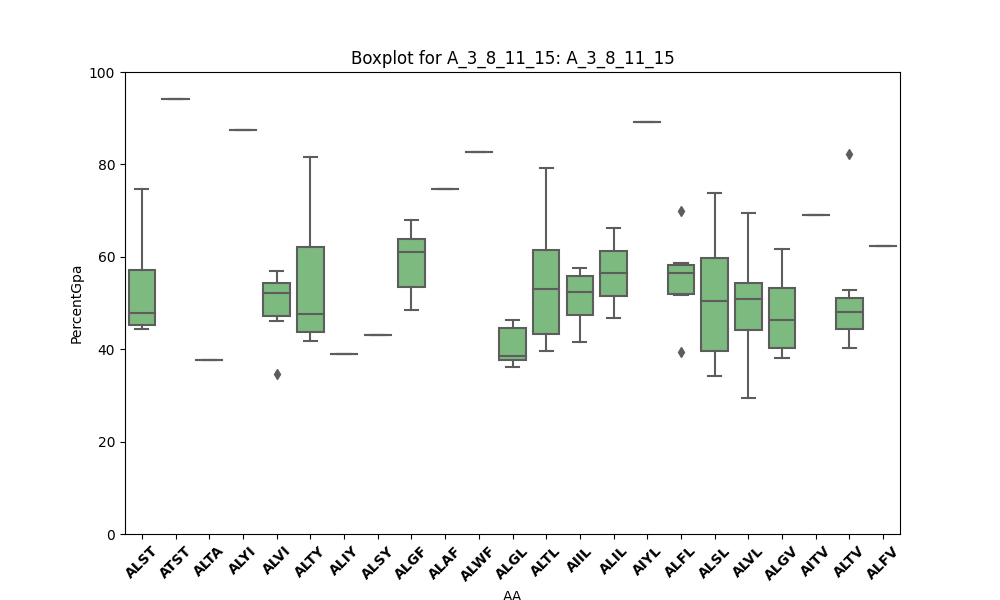 Boxplot for A_3_8_11_15: A_3_8_11_15
100
80
60
40
20
0
PercentGpa
ALST ATST ALTA ALYI ALVI ALTY ALIY ALSY ALGF ALAF ALWF ALGL ALTL AIIL ALIL AIYL ALFL ALSL ALVL ALGV AITV ALTV ALFV
AA